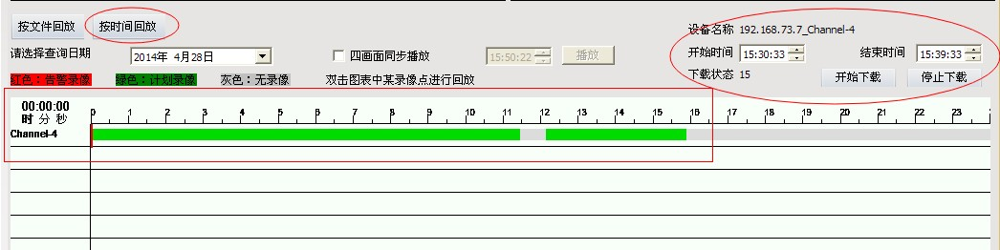 按文件回放 按时间回放
设备名称 192.168.73.7_Channel-4
请选择查询日期 2014年 4月28日 四画面同步播放 15:50:22 播放
开始时间 15:30:33 结束时间 15:39:33
红色：告警录像 绿色：计划录像 灰色：无录像 双击图表中某录像点进行回放
下载状态 15 开始下载 停止下载
00:00:00
时 分 秒 0 1 2 3 4 5 6 7 8 9 10 11 12 13 14 15 16 17 18 19 20 21 22 23
Channel-4